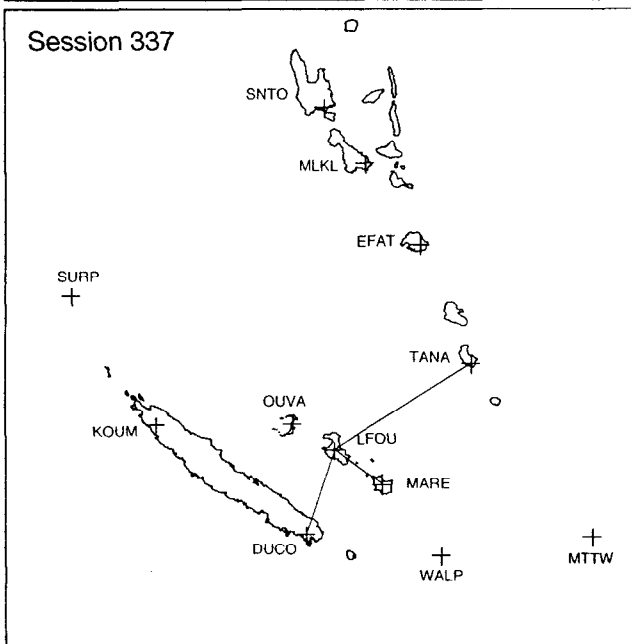 Session 337
SNTO
MLKL
EFAT
SURP
TANA
OUVA
KOUM
LFOU
MARE
DUCO
WALP
MTTW